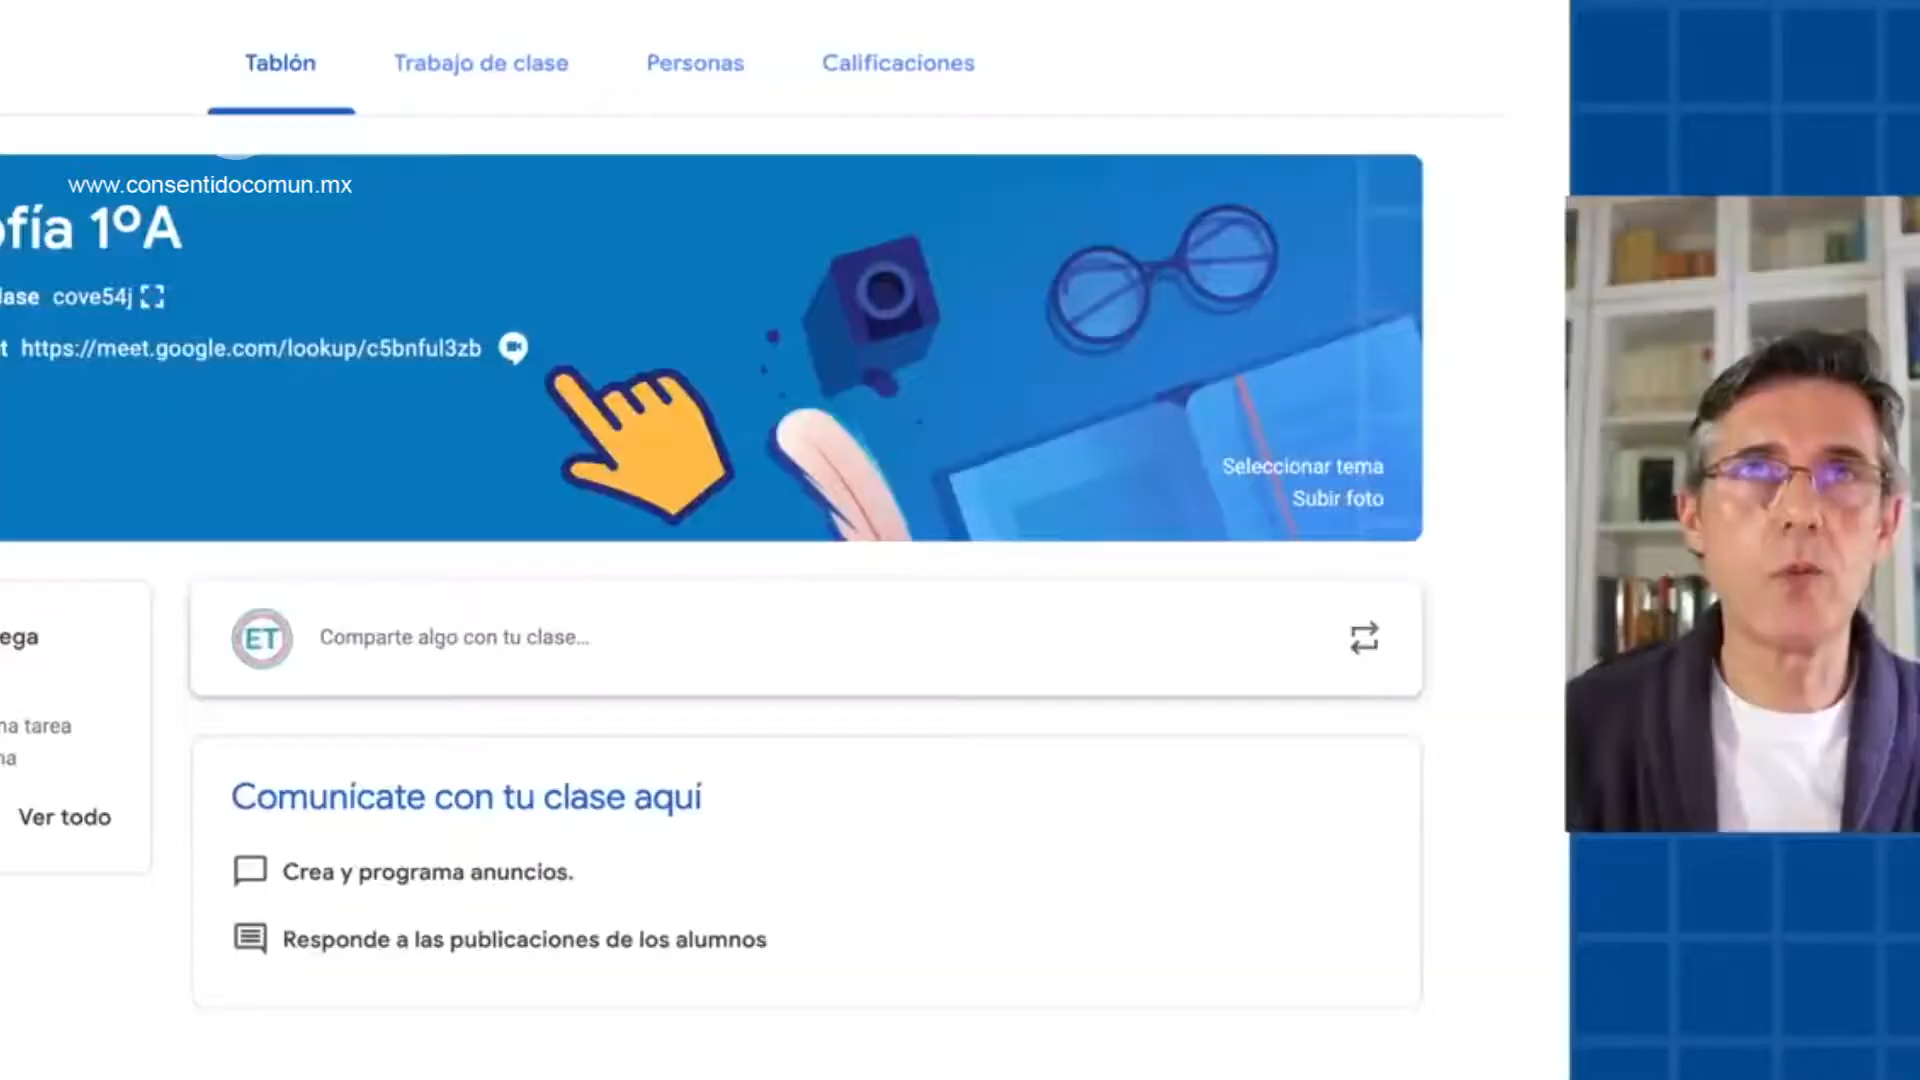 Tablón Trabajo de clase Personas Calificaciones
www.consentidocomun.mx
ofía 1ºA
lase cove54j
t https://meet.google.com/lookup/c5bnful3zb
Seleccionar tema
Subir foto
ega
na tarea
na
Ver todo
ET Comparte algo con tu clase...
Comunícate con tu clase aquí
Crea y programa anuncios.
Responde a las publicaciones de los alumnos